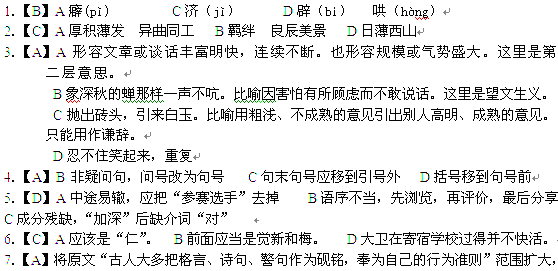 1.【B】A 癖(pǐ)　　C 济（jì）　　D 辟（bì）　哄（hòng）
2.【C】A 厚积薄发　异曲同工　B 羁绊　良辰美景　D 日薄西山
3.【A】A 形容文章或谈话丰富明快，连续不断。也形容规模或气势盛大。这里是第
二层意思。
B 象深秋的蝉那样一声不吭。比喻因害怕有所顾虑而不敢说话。这里是望文生义。
C 抛出砖头，引来白玉。比喻用粗浅、不成熟的意见引出别人高明、成熟的意见。
只能用作谦辞。
D 忍不住笑起来，重复
4.【A】B 非疑问句，问号改为句号　C 句末句号应移到引号外　D 括号移到句号前
5.【D】A 中途易辙，应把“参赛选手”去掉　B 语序不当，先浏览，再评价，最后分享
C 成分残缺，“加深”后缺介词“对”
6.【C】A 应该是“仁”。　B 前面应当是觉新和梅。　D 大卫在寄宿学校过得并不快活。
7.【A】将原文“古人大多把格言、诗句、警句作为砚铭，奉为自己的行为准则”范围扩大，